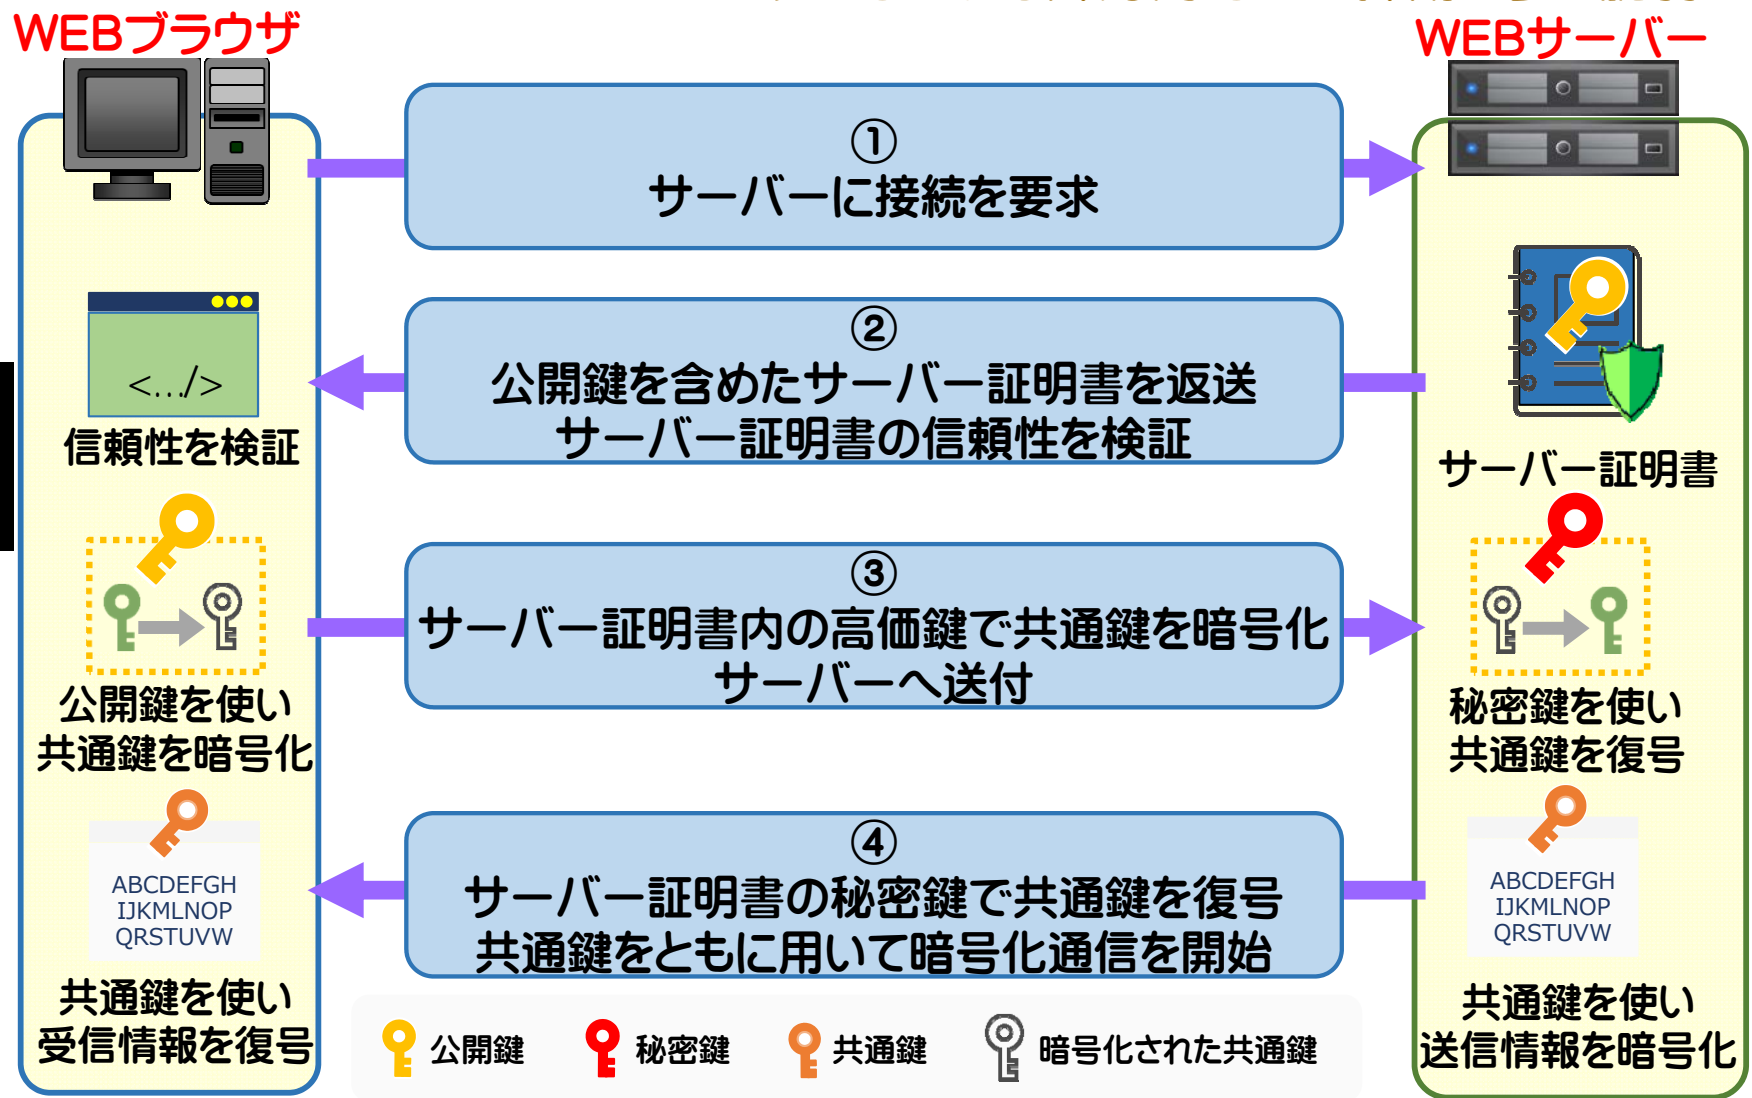 WEBブラウザ
WEBサーバー
①
サーバーに接続を要求
②
公開鍵を含めたサーバー証明書を返送
サーバー証明書の信頼性を検証
<.../>
信頼性を検証
サーバー証明書
③
サーバー証明書内の高価鍵で共通鍵を暗号化
サーバーへ送付
公開鍵を使い
共通鍵を暗号化
秘密鍵を使い
共通鍵を復号
④
サーバー証明書の秘密鍵で共通鍵を復号
共通鍵をともに用いて暗号化通信を開始
ABCDEFGH
IJKMLNOP
QRSTUVW
共通鍵を使い
受信情報を復号
ABCDEFGH
IJKMLNOP
QRSTUVW
共通鍵を使い
送信情報を暗号化
公開鍵
秘密鍵
共通鍵
暗号化された共通鍵